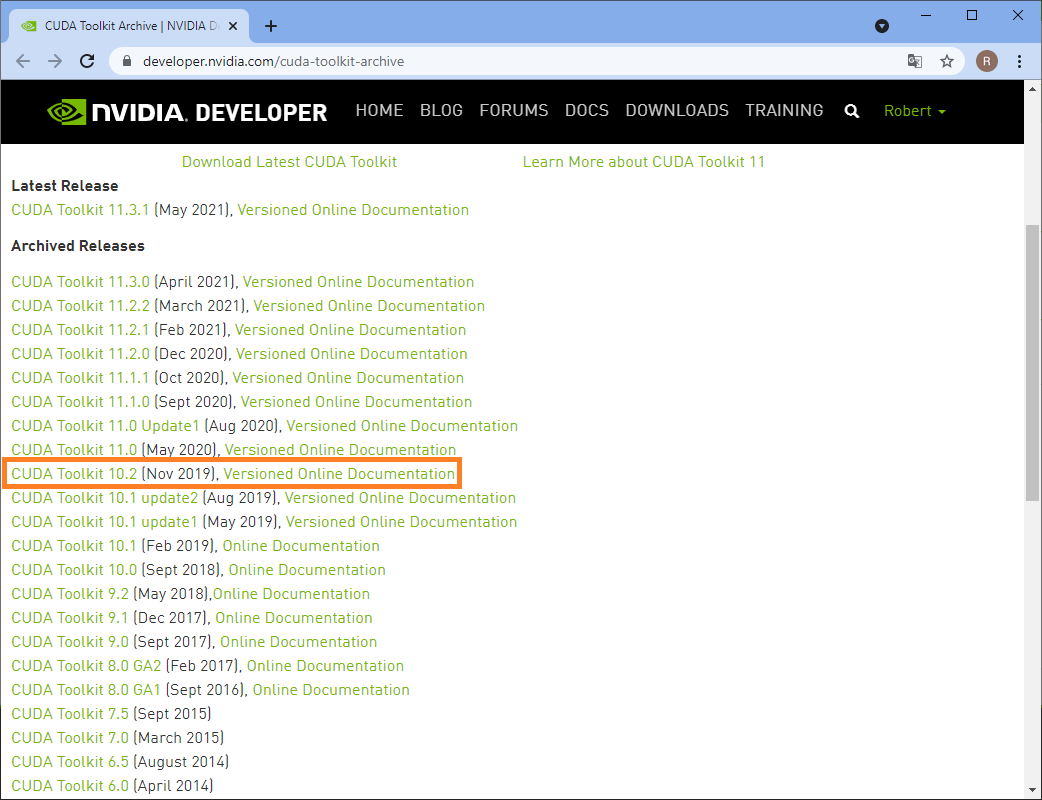 CUDA Toolkit Archive | NVIDIA D
developer.nvidia.com/cuda-toolkit-archive
R
NVIDIA. DEVELOPER HOME BLOG FORUMS DOCS DOWNLOADS TRAINING Robert
Download Latest CUDA Toolkit Learn More about CUDA Toolkit 11
Latest Release
CUDA Toolkit 11.3.1 (May 2021), Versioned Online Documentation
Archived Releases
CUDA Toolkit 11.3.0 (April 2021), Versioned Online Documentation
CUDA Toolkit 11.2.2 (March 2021), Versioned Online Documentation
CUDA Toolkit 11.2.1 (Feb 2021), Versioned Online Documentation
CUDA Toolkit 11.2.0 (Dec 2020), Versioned Online Documentation
CUDA Toolkit 11.1.1 (Oct 2020), Versioned Online Documentation
CUDA Toolkit 11.1.0 (Sept 2020), Versioned Online Documentation
CUDA Toolkit 11.0 Update1 (Aug 2020), Versioned Online Documentation
CUDA Toolkit 11.0 (May 2020), Versioned Online Documentation
CUDA Toolkit 10.2 (Nov 2019), Versioned Online Documentation
CUDA Toolkit 10.1 update2 (Aug 2019), Versioned Online Documentation
CUDA Toolkit 10.1 update1 (May 2019), Versioned Online Documentation
CUDA Toolkit 10.1 (Feb 2019), Online Documentation
CUDA Toolkit 10.0 (Sept 2018), Online Documentation
CUDA Toolkit 9.2 (May 2018),Online Documentation
CUDA Toolkit 9.1 (Dec 2017), Online Documentation
CUDA Toolkit 9.0 (Sept 2017), Online Documentation
CUDA Toolkit 8.0 GA2 (Feb 2017), Online Documentation
CUDA Toolkit 8.0 GA1 (Sept 2016), Online Documentation
CUDA Toolkit 7.5 (Sept 2015)
CUDA Toolkit 7.0 (March 2015)
CUDA Toolkit 6.5 (August 2014)
CUDA Toolkit 6.0 (April 2014)